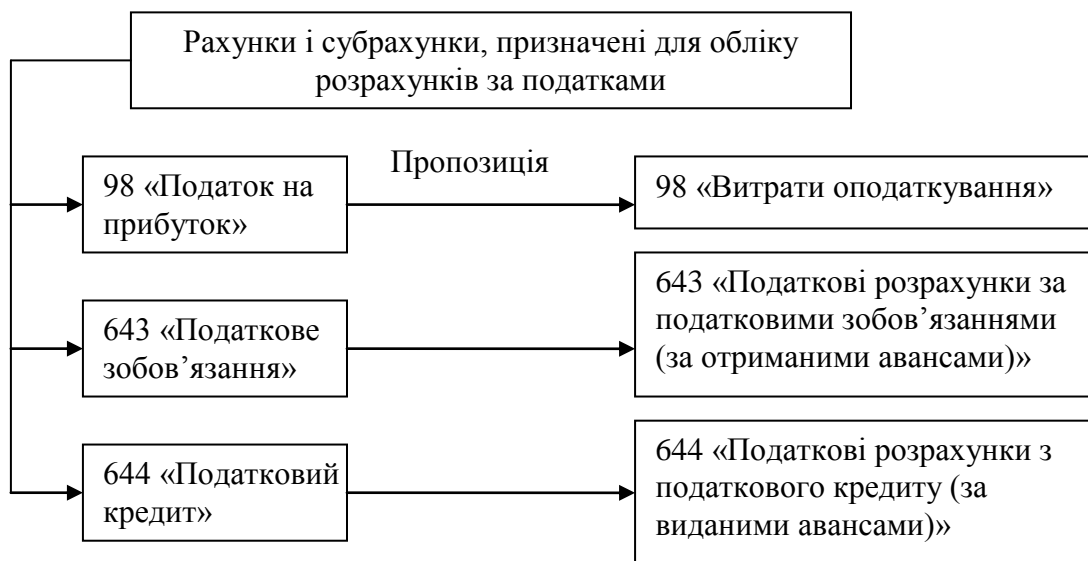 Рахунки і субрахунки, призначені для обліку
розрахунків за податками
Пропозиція
98 «Податок на
прибуток»
98 «Витрати оподаткування»
643 «Податкове
зобов’язання»
643 «Податкові розрахунки за
податковими зобов’язаннями
(за отриманими авансами)»
644 «Податковий
кредит»
644 «Податкові розрахунки з
податкового кредиту (за
виданими авансами)»